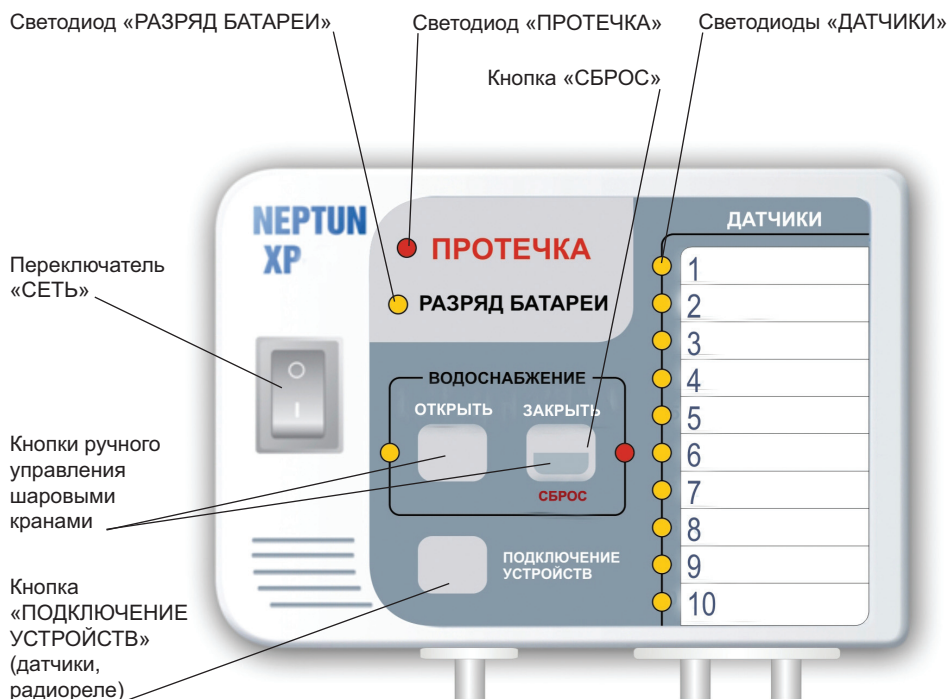 Светодиод «РАЗРЯД БАТАРЕИ»
Светодиод «ПРОТЕЧКА»
Светодиоды «ДАТЧИКИ»
Кнопка «СБРОС»
NEPTUN
XP
ПРОТЕЧКА
РАЗРЯД БАТАРЕИ
ДАТЧИКИ
1
2
3
4
5
6
7
8
9
10
Переключатель
«СЕТЬ»
ВОДОСНАБЖЕНИЕ
ОТКРЫТЬ
ЗАКРЫТЬ
СБРОС
Кнопки ручного
управления
шаровыми
кранами
ПОДКЛЮЧЕНИЕ
УСТРОЙСТВ
Кнопка
«ПОДКЛЮЧЕНИЕ
УСТРОЙСТВ»
(датчики,
радиореле)